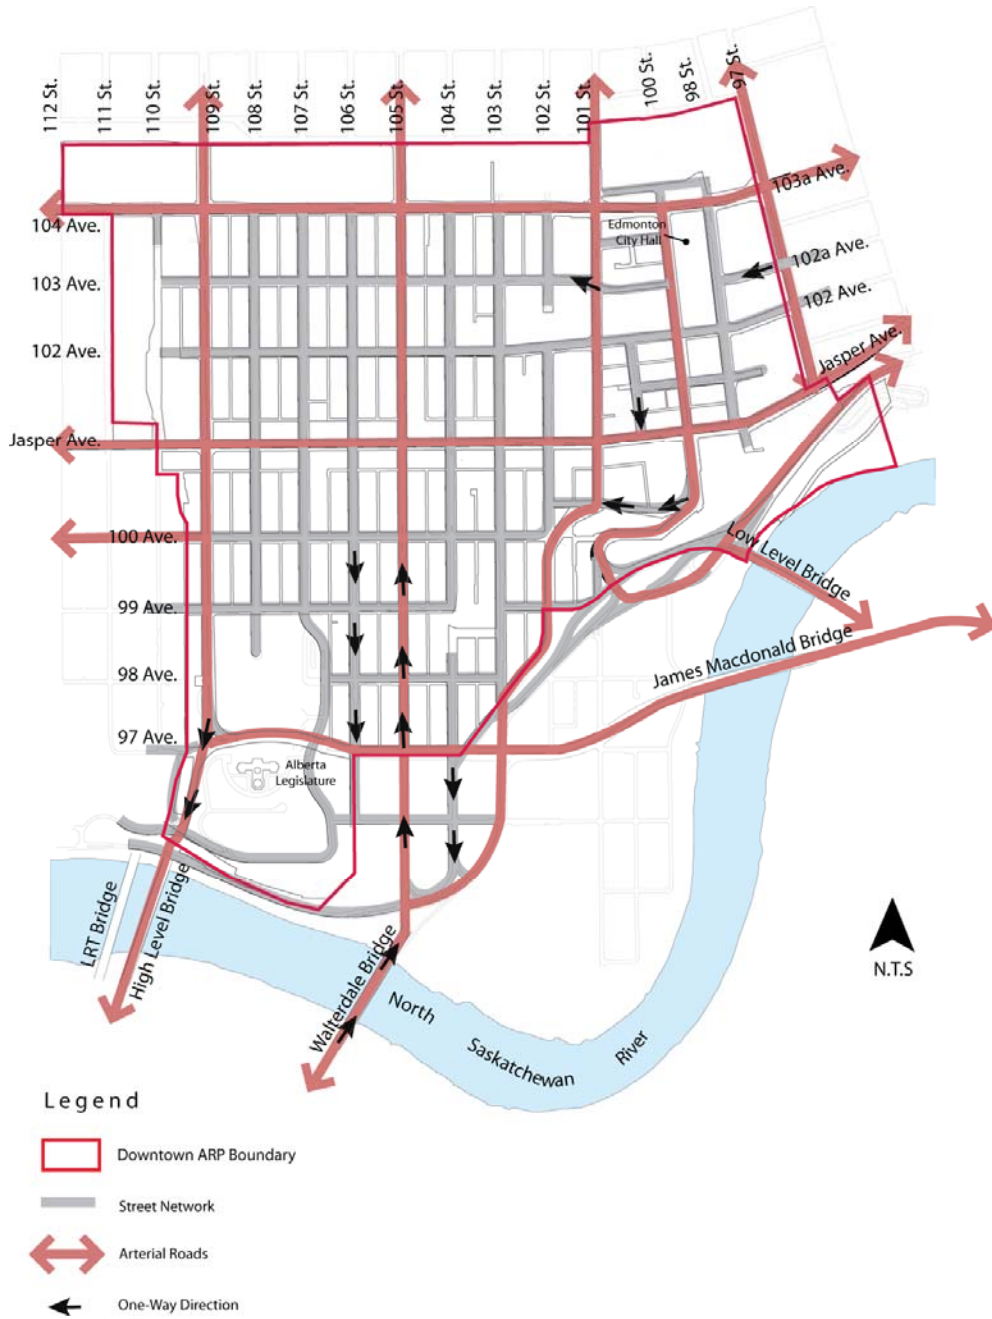 112 St.
111 St.
110 St.
109 St.
108 St.
107 St.
106 St.
105 St.
104 St.
103 St.
102 St.
101 St.
100 St.
98 St.
97 St.
103a Ave.
104 Ave.
Edmonton
City Hall
102a Ave.
103 Ave.
102 Ave.
102 Ave.
Jasper Ave.
Jasper Ave.
100 Ave.
Low Level Bridge
99 Ave.
James Macdonald Bridge
98 Ave.
97 Ave.
Alberta
Legislature
LRT Bridge
High Level Bridge
Walterdale Bridge
North
Saskatchewan
River
N.T.S
Legend
Downtown ARP Boundary
Street Network
Arterial Roads
One-Way Direction